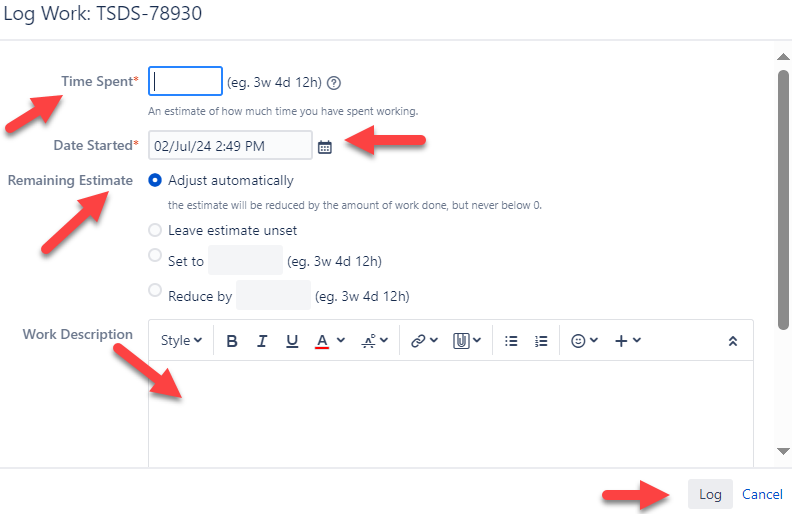 Log Work: TSDS-78930
Time Spent* (eg. 3w 4d 12h)
An estimate of how much time you have spent working.
Date Started* 02/Jul/24 2:49 PM
Remaining Estimate Adjust automatically
the estimate will be reduced by the amount of work done, but never below 0.
Leave estimate unset
Set to (eg. 3w 4d 12h)
Reduce by (eg. 3w 4d 12h)
Work Description Style B I U A
Log Cancel